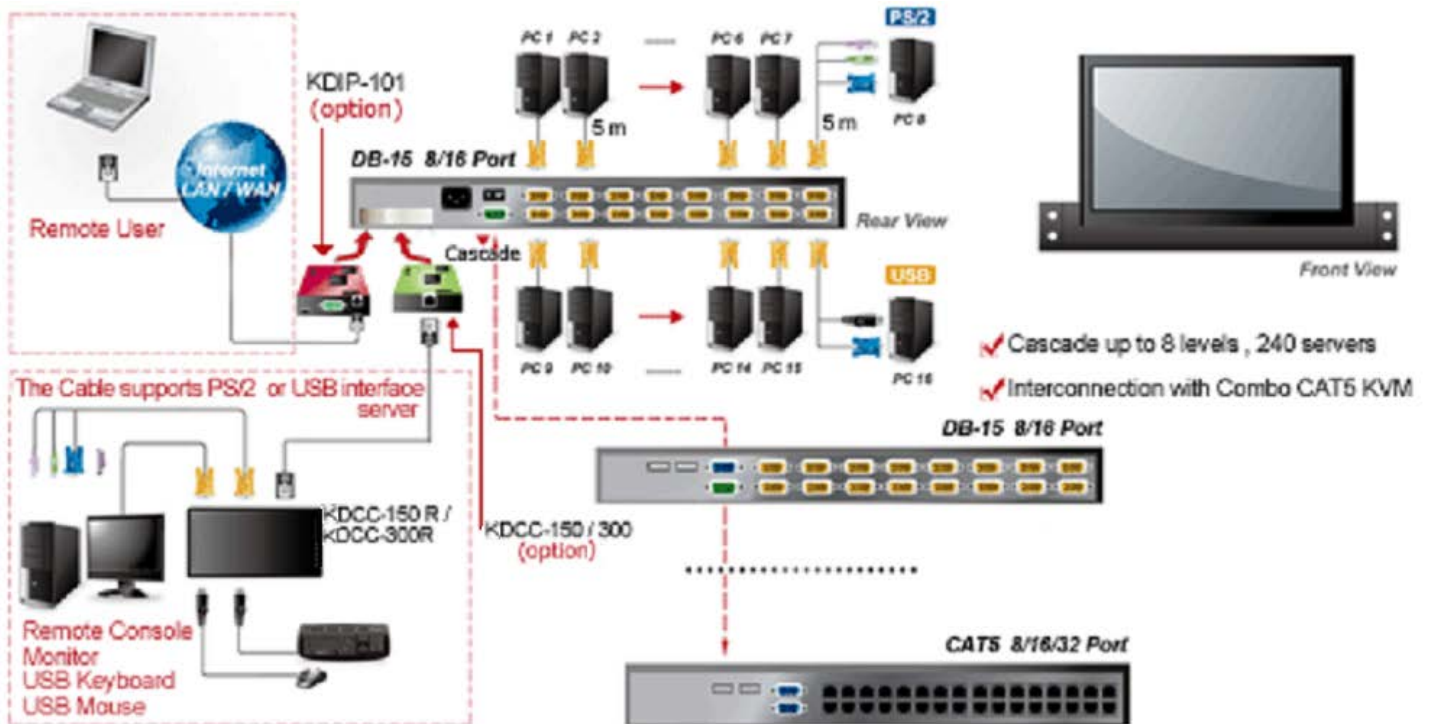 PS/2
PC 1 PC 2 ...... PC 6 PC 7
KDIP-101
(option)
5 m
5 m
PC 8
DB-15 8/16 Port
Internet
LAN / WAN
Remote User
Rear View
Cascade
USB
Front View
PC 9 PC 10 ...... PC 14 PC 15
PC 16
Cascade up to 8 levels , 240 servers
Interconnection with Combo CAT5 KVM
The Cable supports PS/2 or USB interface
server
DB-15 8/16 Port
KDCC-150 R /
KDCC-300R
KDCC-150 / 300
(option)
Remote Console
Monitor
USB Keyboard
USB Mouse
CAT5 8/16/32 Port